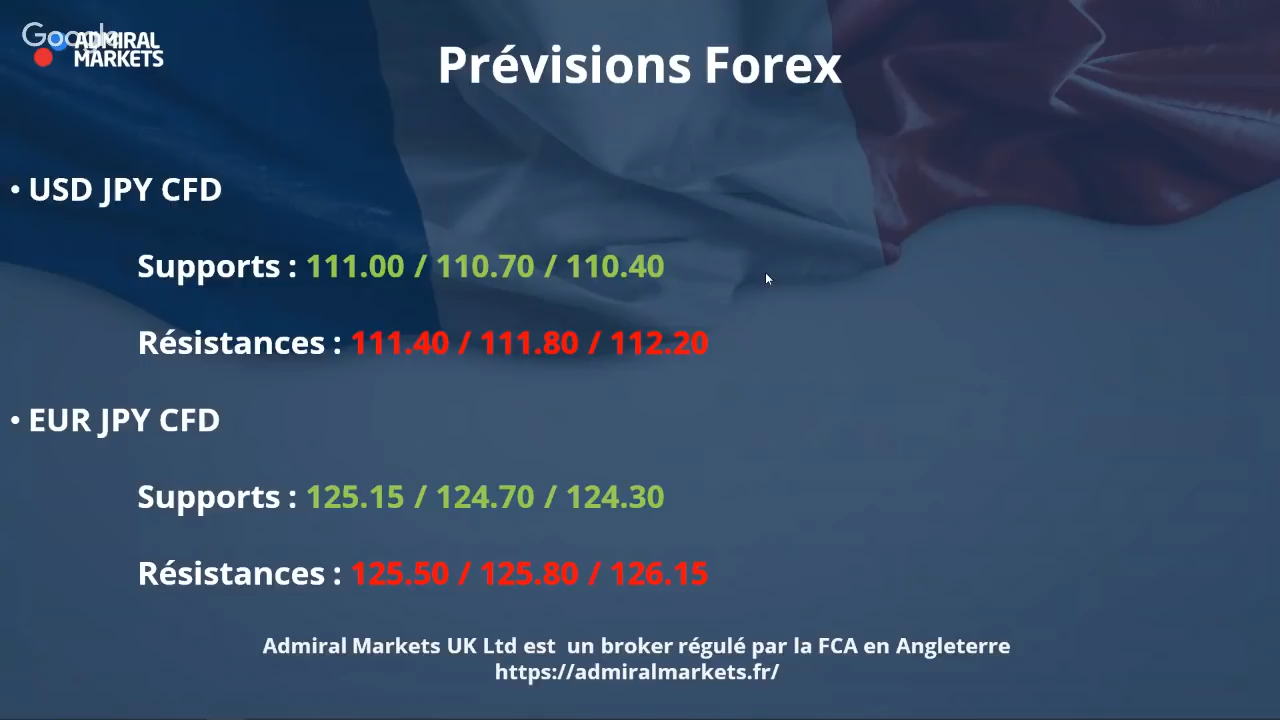 Google
ADMIRAL
MARKETS
Prévisions Forex
• USD JPY CFD
Supports : 111.00 / 110.70 / 110.40
Résistances : 111.40 / 111.80 / 112.20
• EUR JPY CFD
Supports : 125.15 / 124.70 / 124.30
Résistances : 125.50 / 125.80 / 126.15
Admiral Markets UK Ltd est  un broker régulé par la FCA en Angleterre
https://admiralmarkets.fr/